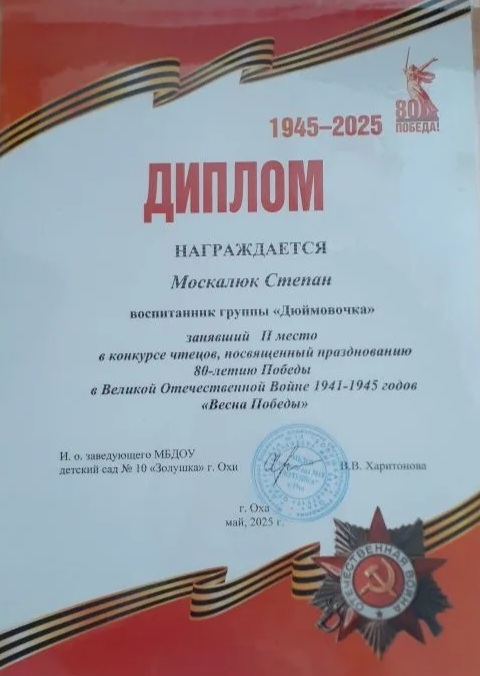 1945–2025
80
ПОБЕДА!
ДИПЛОМ
НАГРАЖДАЕТСЯ
Москалюк Степан
воспитанник группы «Дюймовочка»
занявший II место
в конкурсе чтецов, посвященный празднованию
80-летию Победы
в Великой Отечественной Войне 1941-1945 годов
«Весна Победы»
И. о. заведующего МБДОУ
детский сад № 10 «Золушка» г. Охи
В.В. Харитонова
г. Оха
май, 2025 г.
ОТЕЧЕСТВЕННАЯ ВОЙНА